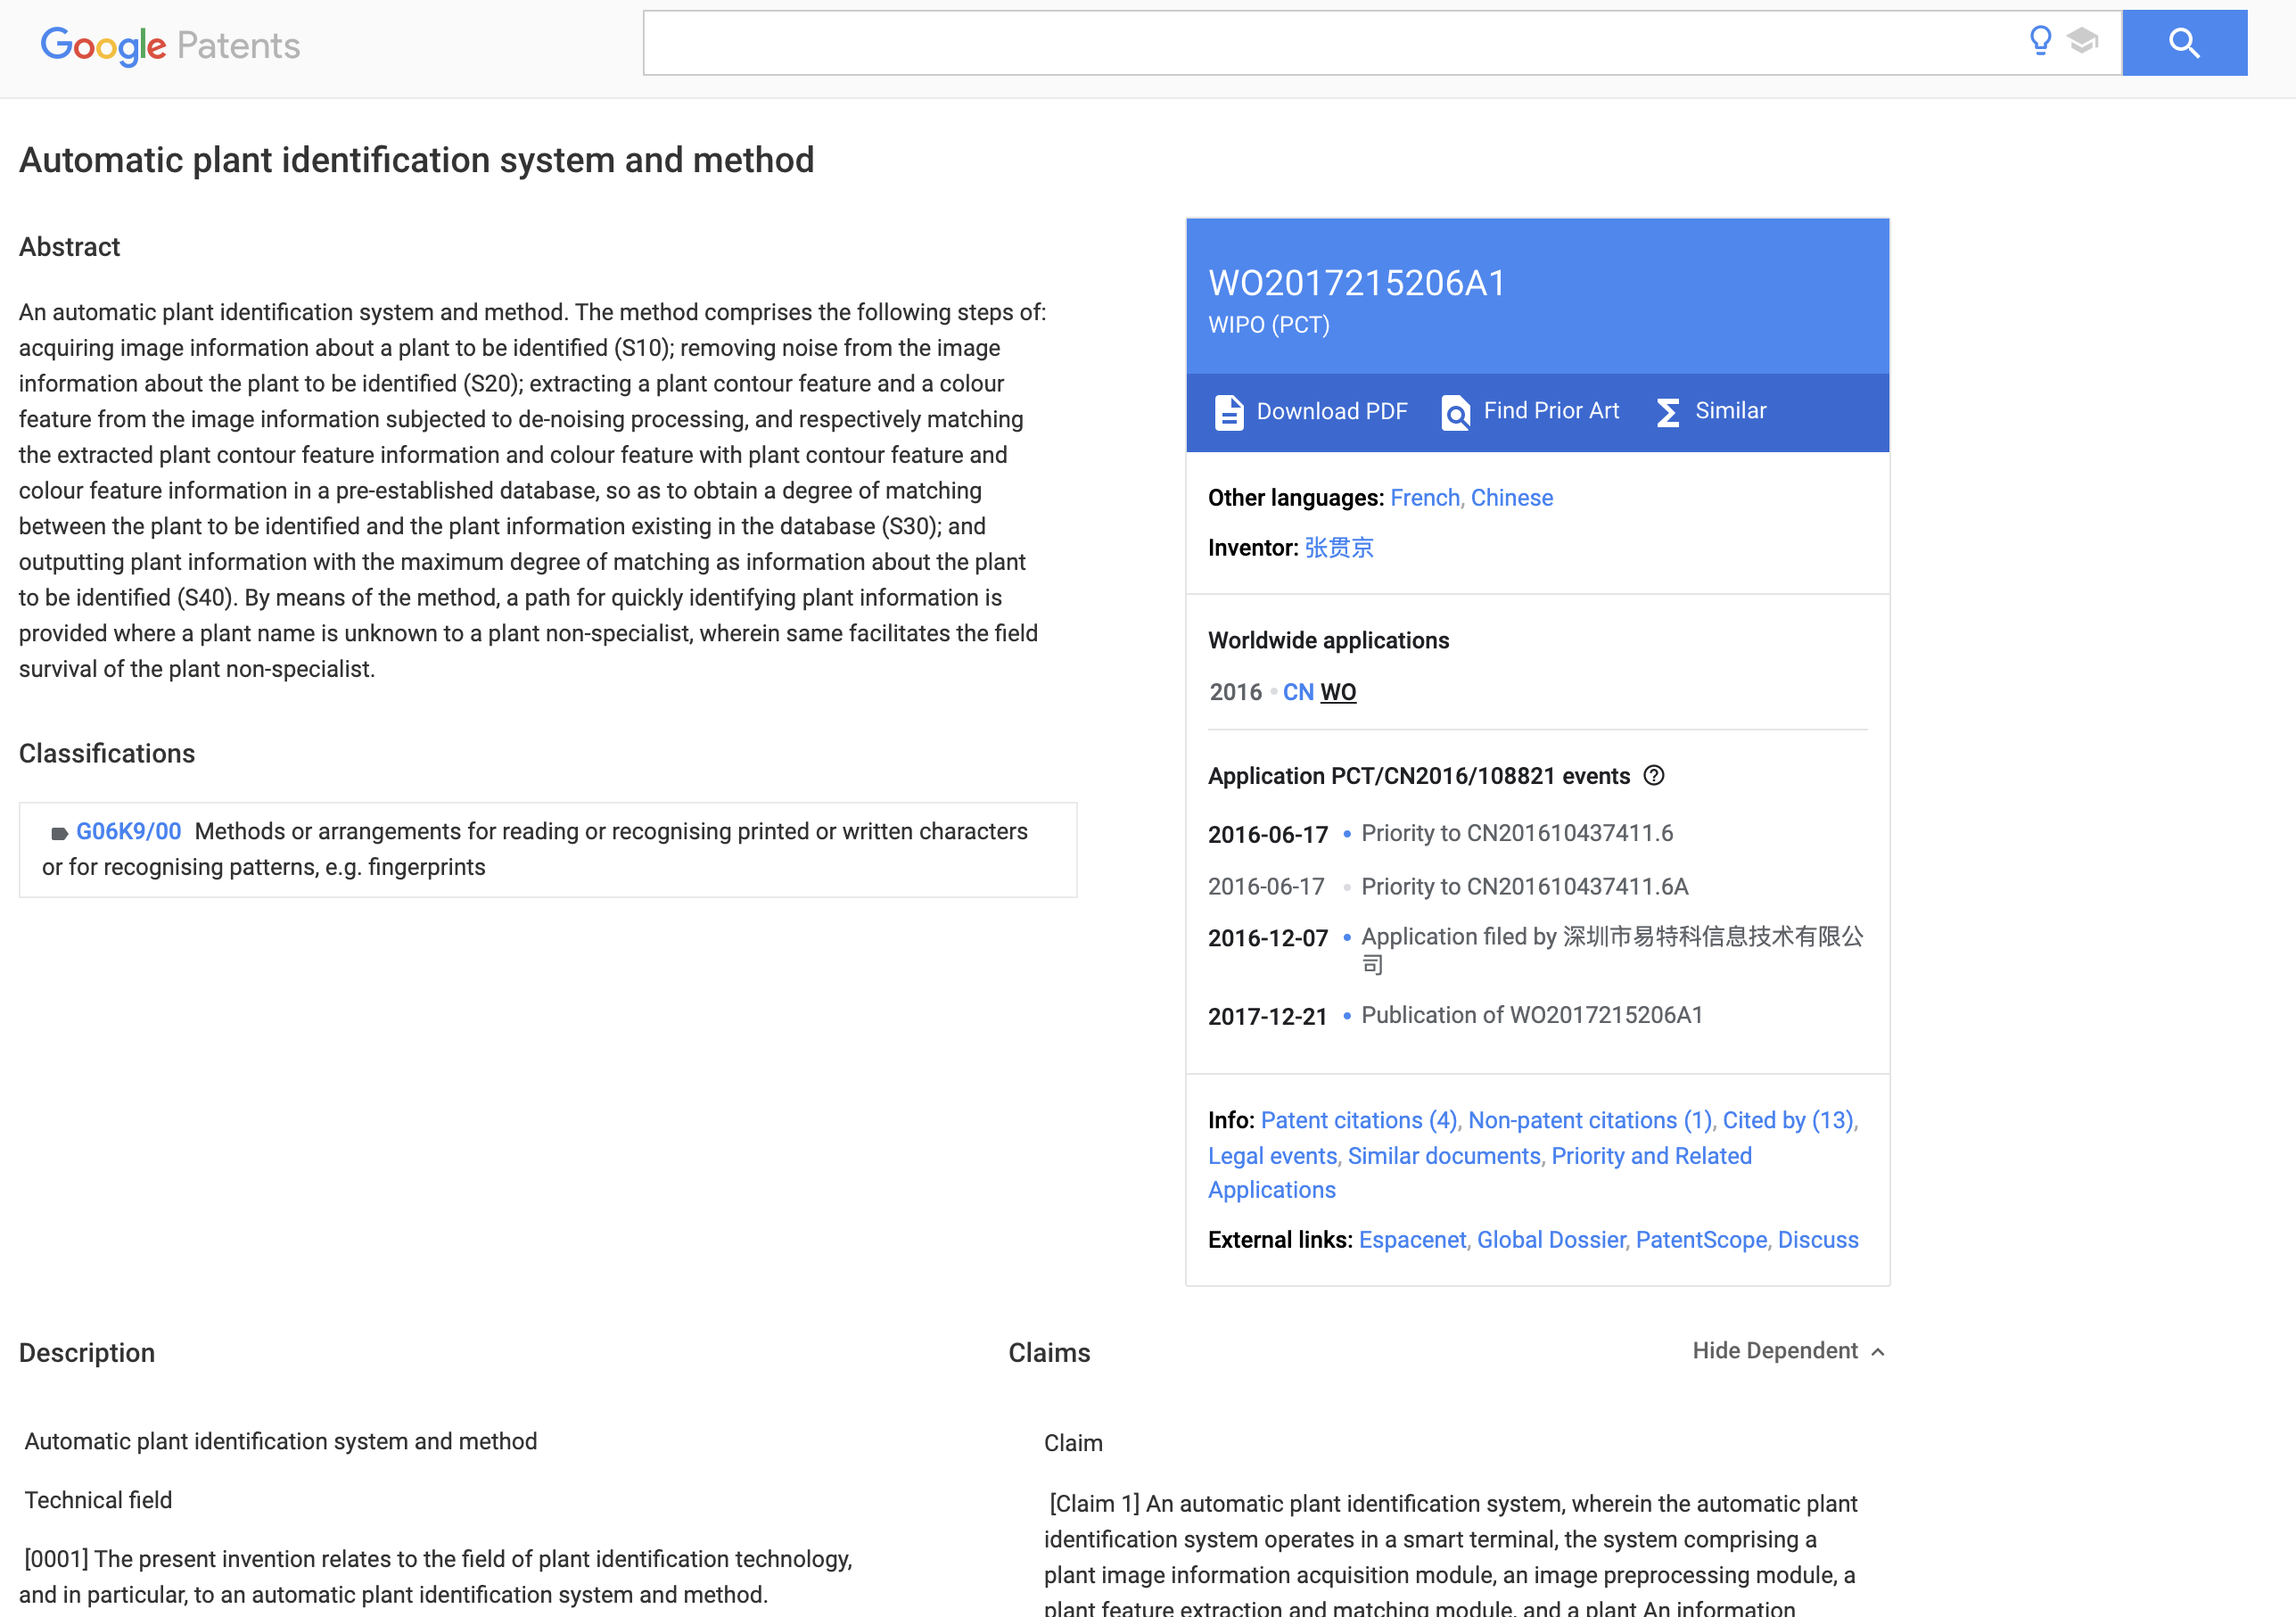 Google Patents
Automatic plant identification system and method
Abstract
An automatic plant identification system and method. The method comprises the following steps of:
acquiring image information about a plant to be identified (S10); removing noise from the image
information about the plant to be identified (S20); extracting a plant contour feature and a colour
feature from the image information subjected to de-noising processing, and respectively matching
the extracted plant contour feature information and colour feature with plant contour feature and
colour feature information in a pre-established database, so as to obtain a degree of matching
between the plant to be identified and the plant information existing in the database (S30); and
outputting plant information with the maximum degree of matching as information about the plant
to be identified (S40). By means of the method, a path for quickly identifying plant information is
provided where a plant name is unknown to a plant non-specialist, wherein same facilitates the field
survival of the plant non-specialist.
Classifications
G06K9/00 Methods or arrangements for reading or recognising printed or written characters
or for recognising patterns, e.g. fingerprints
WO2017215206A1
WIPO (PCT)
Download PDF Find Prior Art Similar
Other languages: French, Chinese
Inventor: 张贯京
Worldwide applications
2016 CN WO
Application PCT/CN2016/108821 events
2016-06-17 Priority to CN201610437411.6
2016-06-17 Priority to CN201610437411.6A
2016-12-07 Application filed by 深圳市易特科信息技术有限公
司
2017-12-21 Publication of WO2017215206A1
Info: Patent citations (4), Non-patent citations (1), Cited by (13),
Legal events, Similar documents, Priority and Related
Applications
External links: Espacenet, Global Dossier, PatentScope, Discuss
Description
Automatic plant identification system and method
Technical field
[0001] The present invention relates to the field of plant identification technology,
and in particular, to an automatic plant identification system and method.
Claims
Hide Dependent
Claim
[Claim 1] An automatic plant identification system, wherein the automatic plant
identification system operates in a smart terminal, the system comprising a
plant image information acquisition module, an image preprocessing module, a
plant feature extraction and matching module, and a plant An information